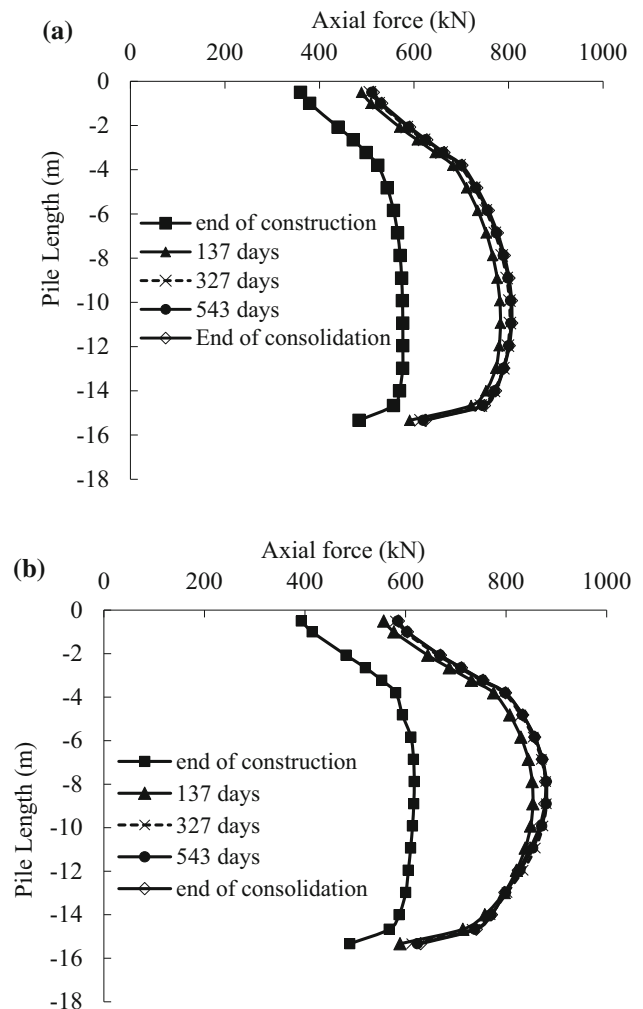 (a)
Axial force (kN)
0 200 400 600 800 1000
0
-2
-4
-6
-8
-10
-12
-14
-16
-18
Pile Length (m)
end of construction
137 days
327 days
543 days
End of consolidation
(b)
Axial force (kN)
0 200 400 600 800 1000
0
-2
-4
-6
-8
-10
-12
-14
-16
-18
Pile Length (m)
end of construction
137 days
327 days
543 days
end of consolidation